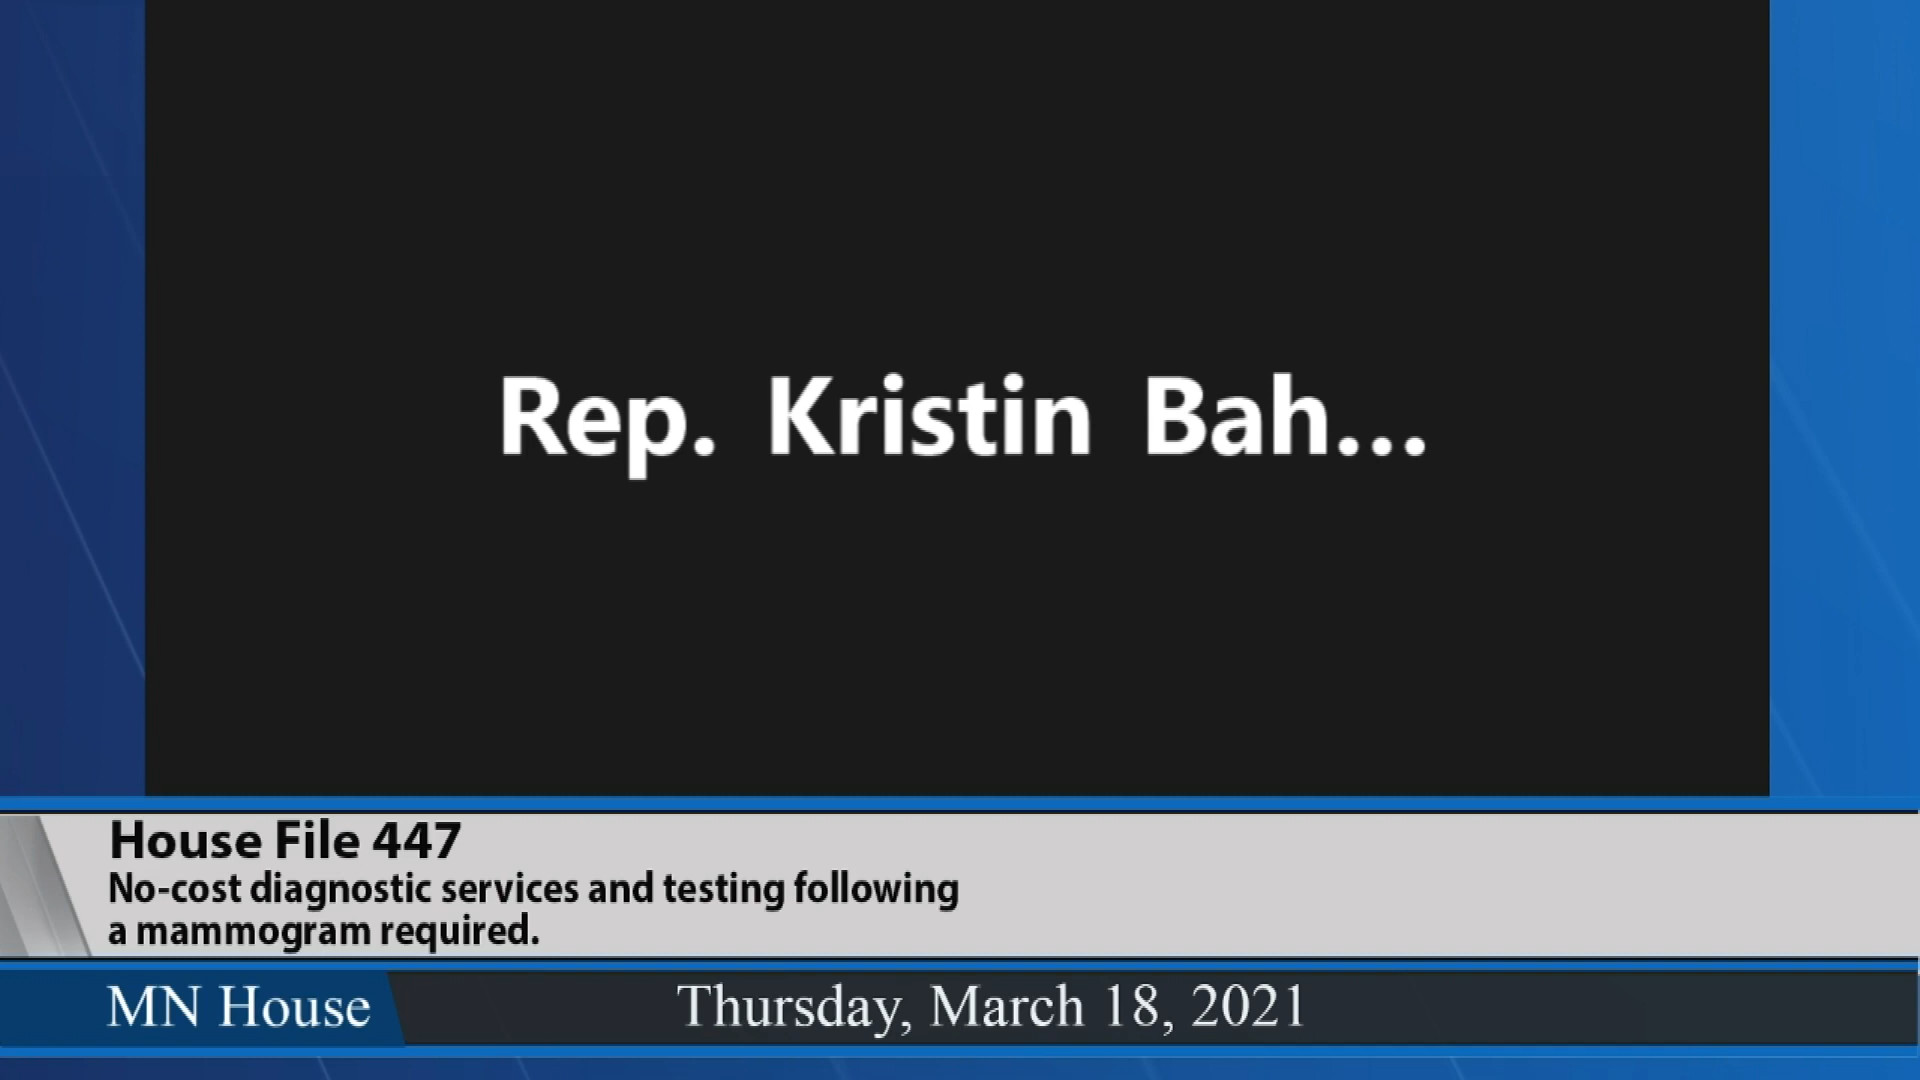 Rep. Kristin Bah...
House File 447
No-cost diagnostic services and testing following
a mammogram required.
MN House
Thursday, March 18, 2021